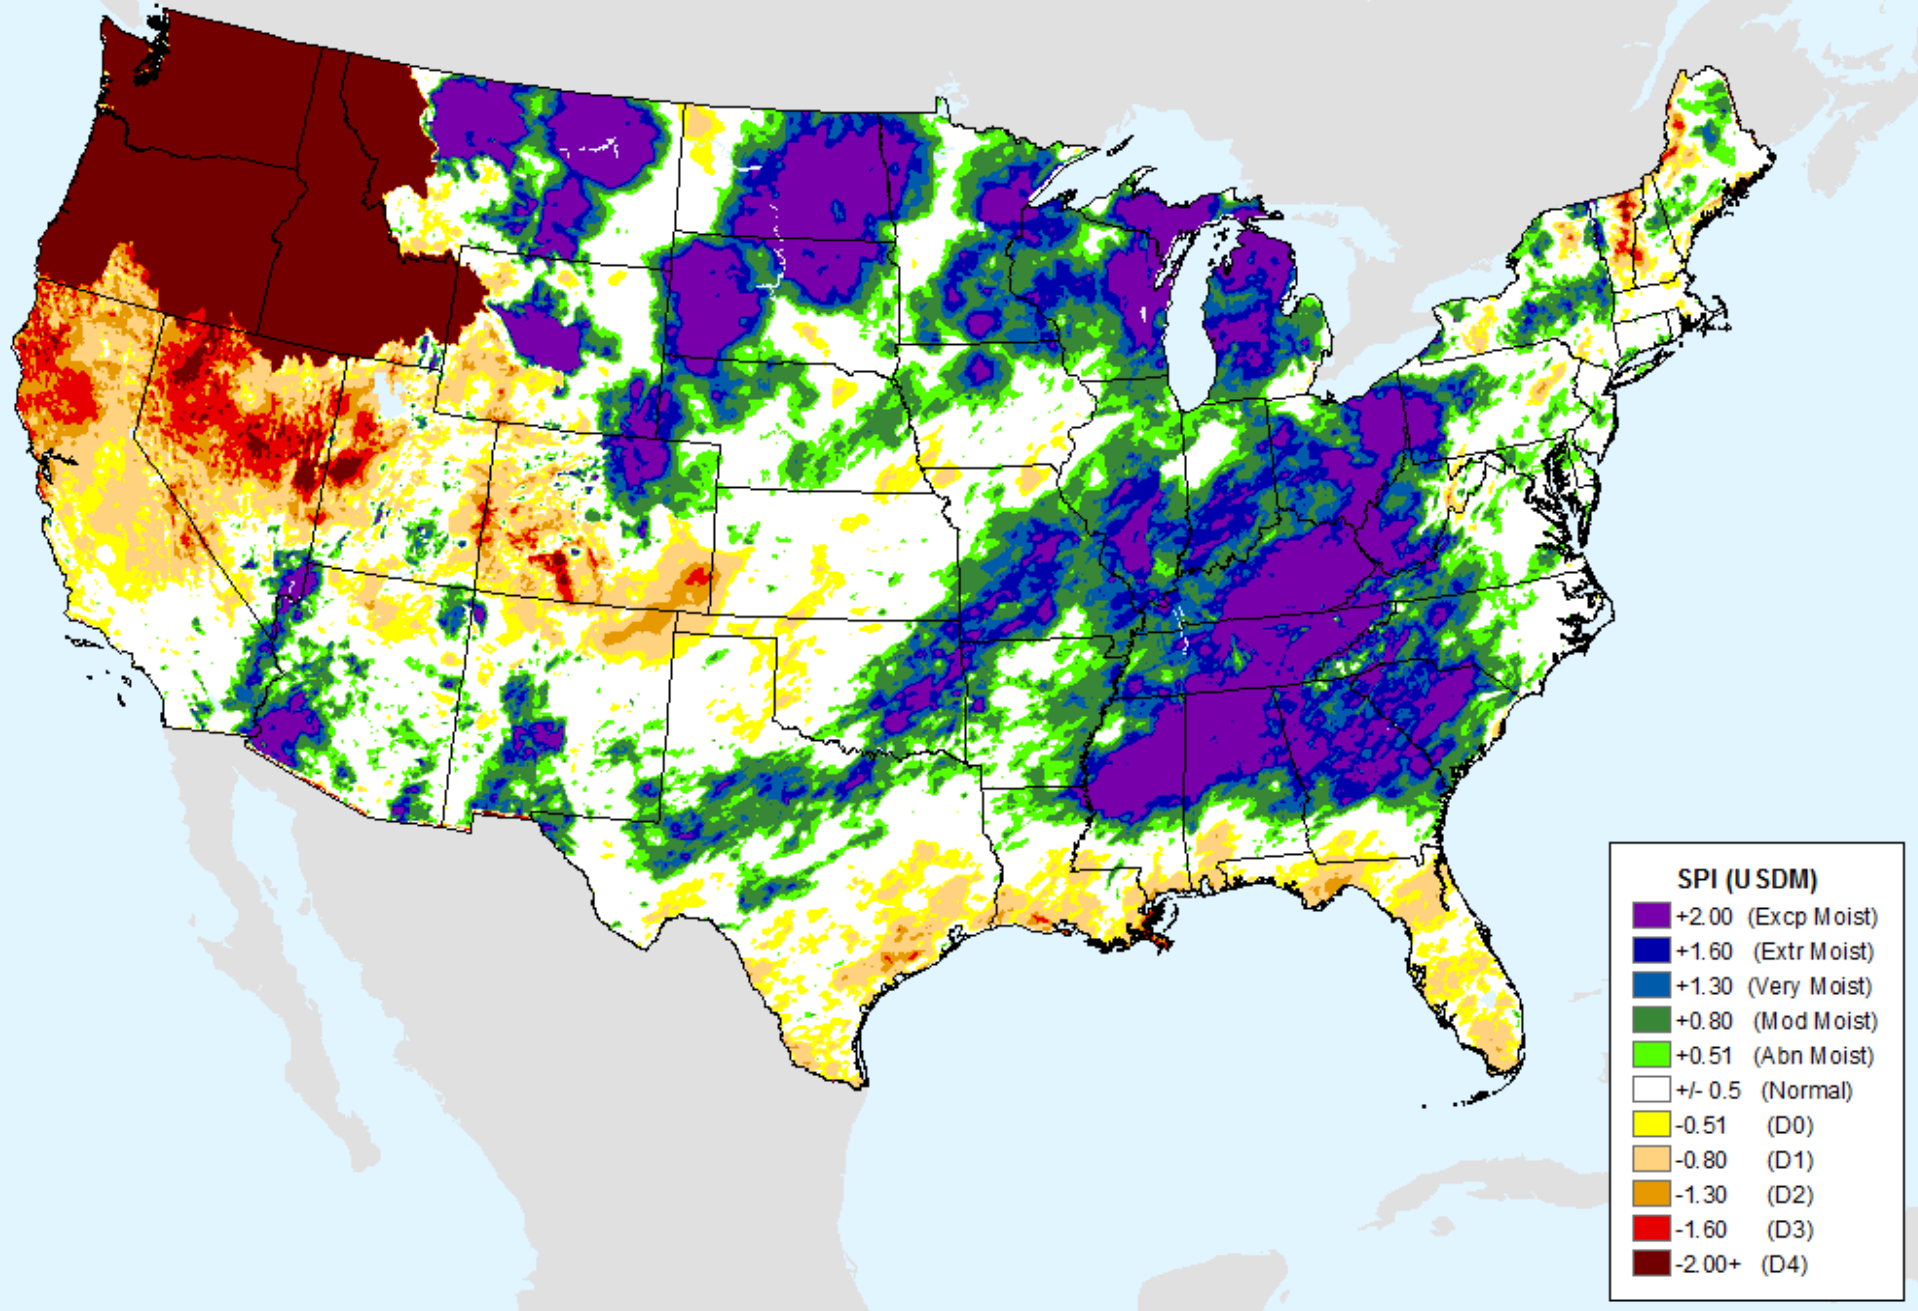 SPI (USDM)
+2.00 (Excp Moist)
+1.60 (Extr Moist)
+1.30 (Very Moist)
+0.80 (Mod Moist)
+0.51 (Abn Moist)
+/- 0.5 (Normal)
-0.51 (D0)
-0.80 (D1)
-1.30 (D2)
-1.60 (D3)
-2.00+ (D4)